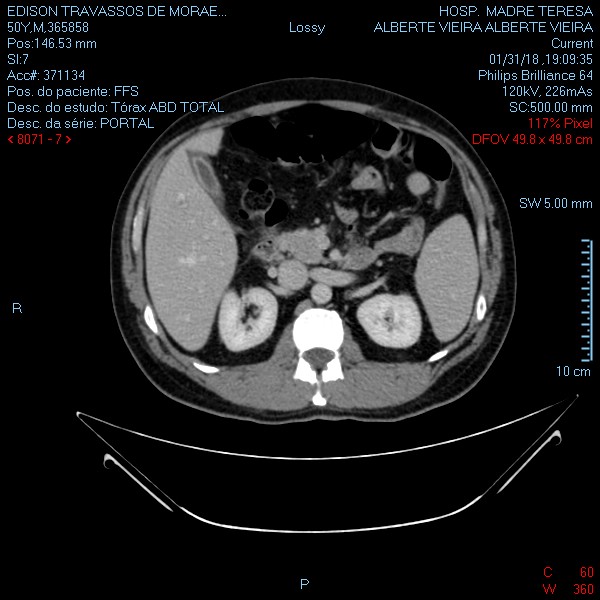 EDISON TRAVASSOS DE MORAE...
50Y,M,365858
Pos:146.53 mm
SI:7
Acc#: 371134
Pos. do paciente: FFS
Desc. do estudo: Tórax ABD TOTAL
Desc. da série: PORTAL
< 8071 - 7 >
Lossy
HOSP. MADRE TERESA
ALBERTE VIEIRA ALBERTE VIEIRA
Current
01/31/18 ,19:09:35
Philips Brilliance 64
120kV, 226mAs
SC:500.00 mm
117% Pixel
DFOV 49.8 x 49.8 cm
SW 5.00 mm
R
10 cm
P
C 60
W 360